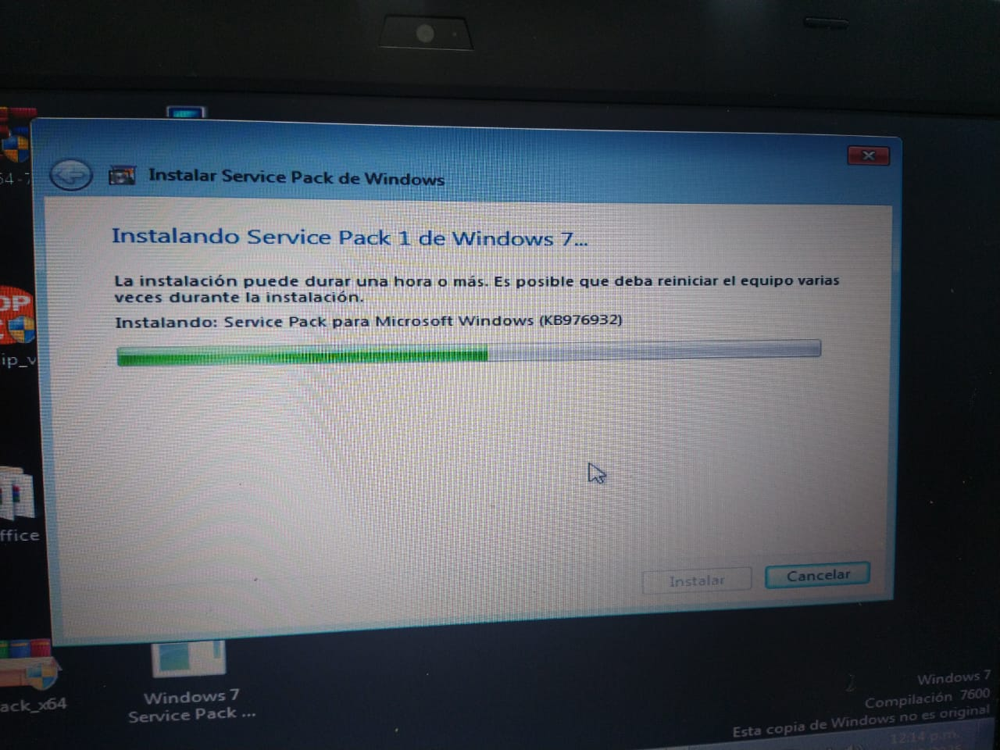 Instalar Service Pack de Windows
Instalando Service Pack 1 de Windows 7...
La instalación puede durar una hora o más. Es posible que deba reiniciar el equipo varias
veces durante la instalación.
Instalando: Service Pack para Microsoft Windows (KB976932)
Instalar
Cancelar
64-7
OP
ip_v
ffice
ack_x64
Windows 7
Service Pack ...
Windows 7
Compilación 7600
Esta copia de Windows no es original
12:14 p.m.